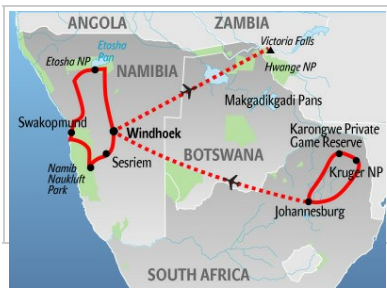 ANGOLA
ZAMBIA
Victoria Falls
Etosha
Pan
Etosha NP
Hwange NP
NAMIBIA
Makgadikgadi Pans
Swakopmund
Windhoek
Karongwe Private
Game Reserve
BOTSWANA
Sesriem
Kruger NP
Namib
Naukluft
Park
Johannesburg
SOUTH AFRICA